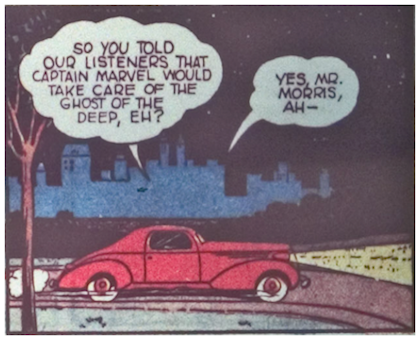 SO YOU TOLD
OUR LISTENERS THAT
CAPTAIN MARVEL WOULD
TAKE CARE OF THE
GHOST OF THE
DEEP, EH?
YES, MR.
MORRIS,
AH—